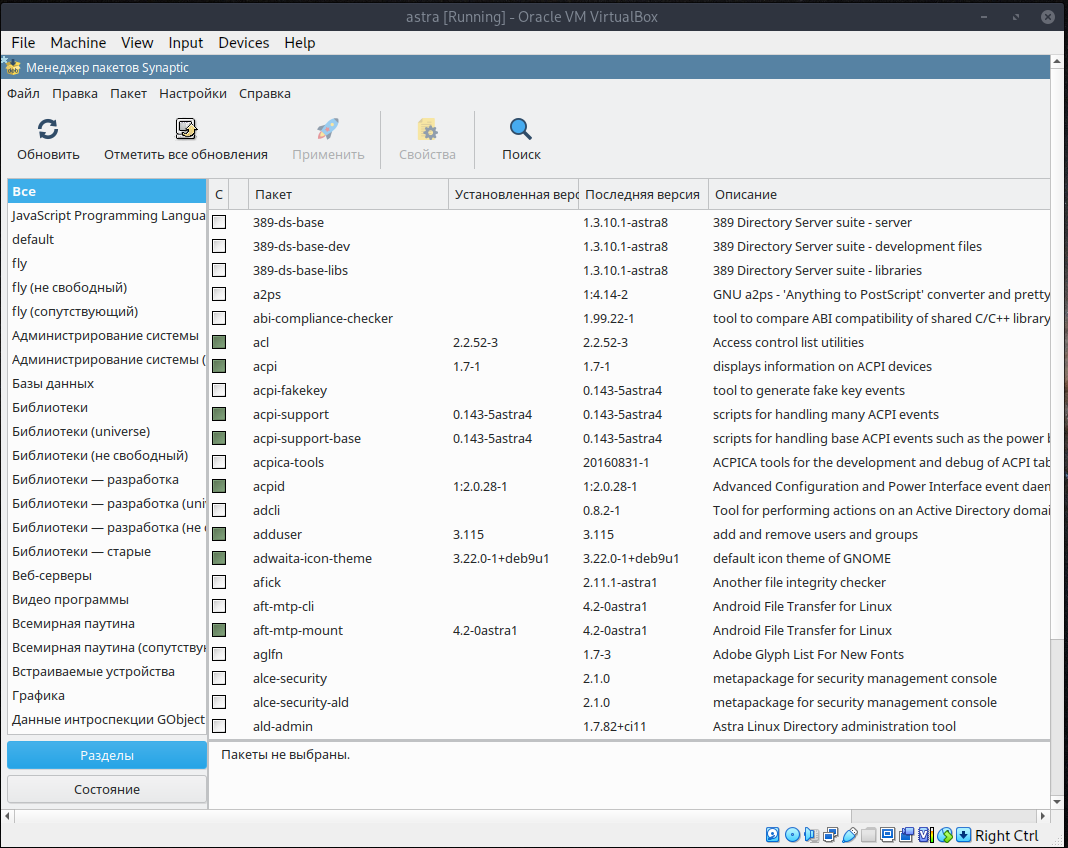 astra [Running] - Oracle VM VirtualBox
File Machine View Input Devices Help
Менеджер пакетов Synaptic
Файл Правка Пакет Настройки Справка
Обновить Отметить все обновления Применить Свойства Поиск
Все
JavaScript Programming Langua
default
fly
fly (не свободный)
fly (сопутствующий)
Администрирование системы
Администрирование системы (
Базы данных
Библиотеки
Библиотеки (universe)
Библиотеки (не свободный)
Библиотеки — разработка
Библиотеки — разработка (uni
Библиотеки — разработка (не с
Библиотеки — старые
Веб-серверы
Видео программы
Всемирная паутина
Всемирная паутина (сопутству
Встраиваемые устройства
Графика
Данные интроспекции GObject
Разделы
Состояние
С Пакет Установленная верс Последняя версия Описание
389-ds-base 1.3.10.1-astra8 389 Directory Server suite - server
389-ds-base-dev 1.3.10.1-astra8 389 Directory Server suite - development files
389-ds-base-libs 1.3.10.1-astra8 389 Directory Server suite - libraries
a2ps 1:4.14-2 GNU a2ps - 'Anything to PostScript' converter and pretty
abi-compliance-checker 1.99.22-1 tool to compare ABI compatibility of shared C/C++ library
acl 2.2.52-3 2.2.52-3 Access control list utilities
acpi 1.7-1 1.7-1 displays information on ACPI devices
acpi-fakekey 0.143-5astra4 tool to generate fake key events
acpi-support 0.143-5astra4 0.143-5astra4 scripts for handling many ACPI events
acpi-support-base 0.143-5astra4 0.143-5astra4 scripts for handling base ACPI events such as the power b
acpica-tools 20160831-1 ACPICA tools for the development and debug of ACPI tab
acpid 1:2.0.28-1 1:2.0.28-1 Advanced Configuration and Power Interface event daem
adcli 0.8.2-1 Tool for performing actions on an Active Directory domai
adduser 3.115 3.115 add and remove users and groups
adwaita-icon-theme 3.22.0-1+deb9u1 3.22.0-1+deb9u1 default icon theme of GNOME
afick 2.11.1-astra1 Another file integrity checker
aft-mtp-cli 4.2-0astra1 Android File Transfer for Linux
aft-mtp-mount 4.2-0astra1 4.2-0astra1 Android File Transfer for Linux
aglfn 1.7-3 Adobe Glyph List For New Fonts
alce-security 2.1.0 metapackage for security management console
alce-security-ald 2.1.0 metapackage for security management console
ald-admin 1.7.82+ci11 Astra Linux Directory administration tool
Пакеты не выбраны.
Right Ctrl